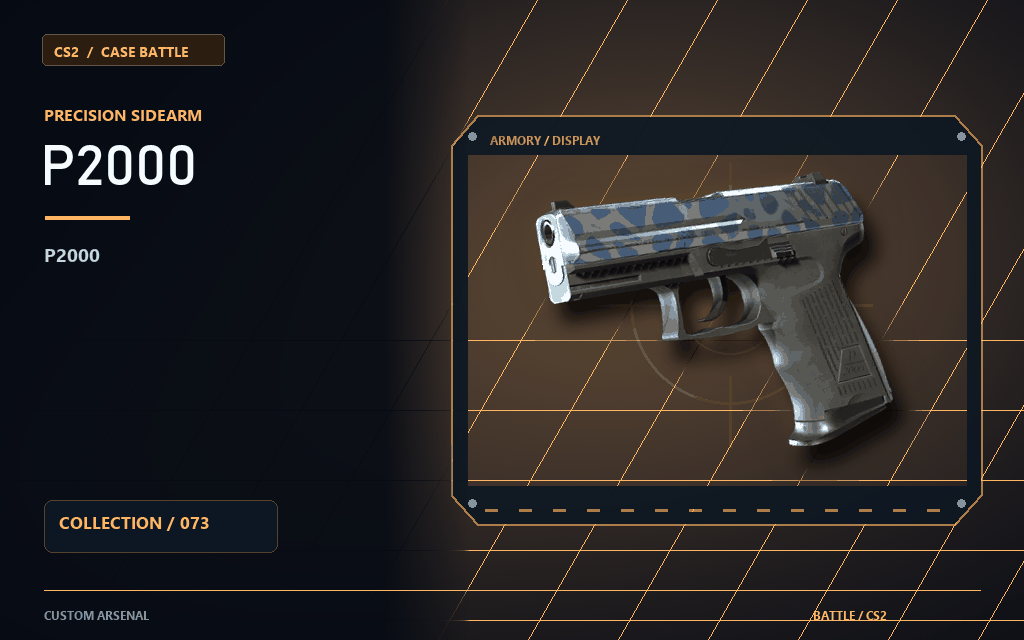 CS2 / CASE BATTLE
PRECISION SIDEARM
P2000
P2000
ARMORY / DISPLAY
COLLECTION / 073
CUSTOM ARSENAL
BATTLE / CS2